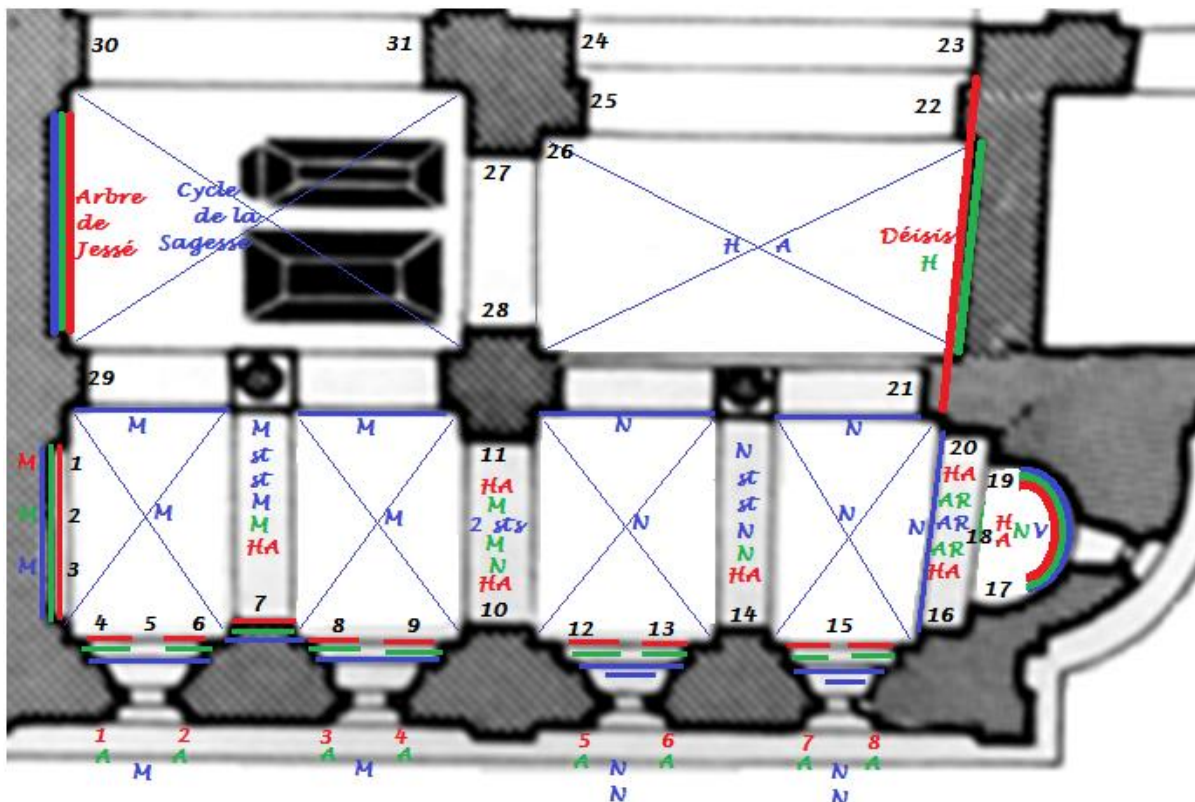 30 31 24 23
25 22
26
27
Arbre
de
Jessé
Cycle
de la
Sagesse
H A
Déisis
H
28
29 21
M M N N
1
2
3
M
M
M
M
st
st
M
M
HA
M
M
11
HA
M
2 sts
M
N
HA
10
N
N
st
st
N
N
HA
N
N
20
HA
AR
AR
AR
HA
16
19
18
HA
N V
17
4 5 6 7 8 9 12 13 14 15
1 2 3 4 5 6 7 8
A A A A A A A A
M M N N
N N